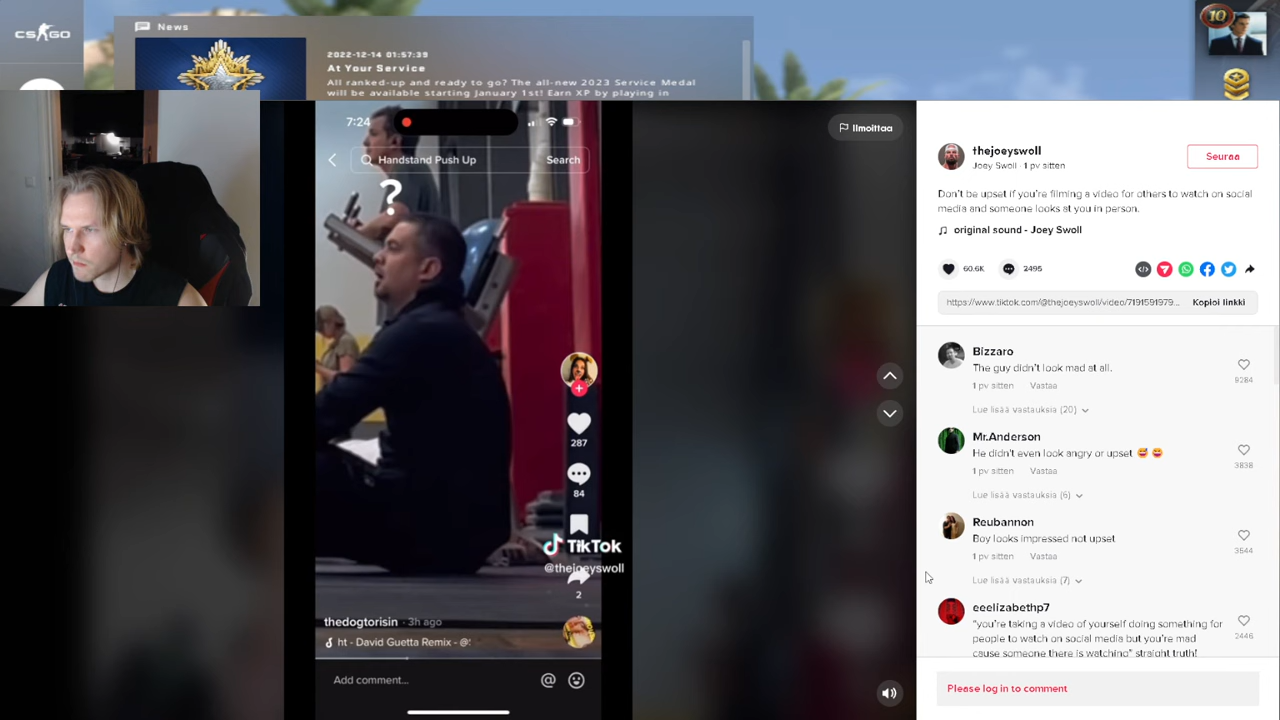 CS:GO
News
2022-12-14 01:57:39
At Your Service
All ranked-up and ready to go? The all-new 2023 Service Medal
will be available starting January 1st! Earn XP by playing in
10
7:24
Handstand Push Up
Search
?
287
84
2
TikTok
@thejoeyswoll
thedogtorisin · 3h ago
ht - David Guetta Remix - @:
Add comment...
Ilmoittaa
thejoeyswoll
Joey Swoll · 1 pv sitten
Seuraa
Don't be upset if you're filming a video for others to watch on social
media and someone looks at you in person.
original sound - Joey Swoll
60.6K
2495
https://www.tiktok.com/@thejoeyswoll/video/7191591979...
Kopioi linkki
Bizzaro
The guy didn't look mad at all.
1 pv sitten Vastaa
9284
Lue lisää vastauksia (20)
Mr.Anderson
He didn't even look angry or upset 😅 😄
1 pv sitten Vastaa
3838
Lue lisää vastauksia (6)
Reubannon
Boy looks impressed not upset
1 pv sitten Vastaa
3544
Lue lisää vastauksia (7)
eeelizabethp7
"you're taking a video of yourself doing something for
people to watch on social media but you're mad
cause someone there is watching" straight truth!
2446
Please log in to comment